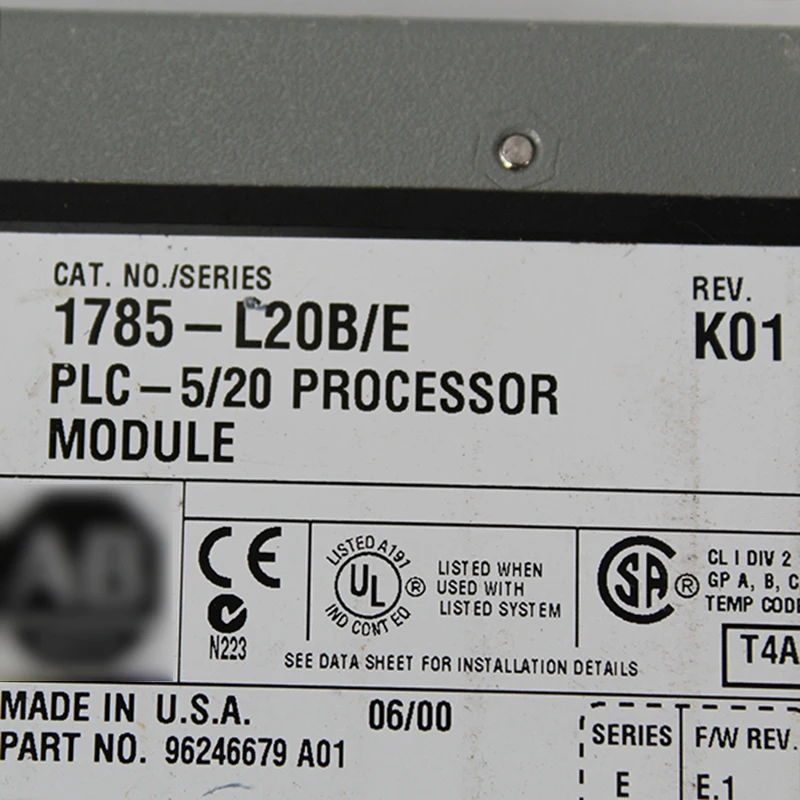 CAT. NO./SERIES
REV.
1785-L20B/E
K01
PLC-5/20 PROCESSOR
MODULE
CE
N223
LISTED A191
UL ®
IND CONT EQ
LISTED WHEN
USED WITH
LISTED SYSTEM
SA ®
CL I DIV 2
GP A, B, C
TEMP CODE
T4A
SEE DATA SHEET FOR INSTALLATION DETAILS
MADE IN U.S.A.
06/00
PART NO. 96246679 A01
SERIES
F/W REV.
E
E.1